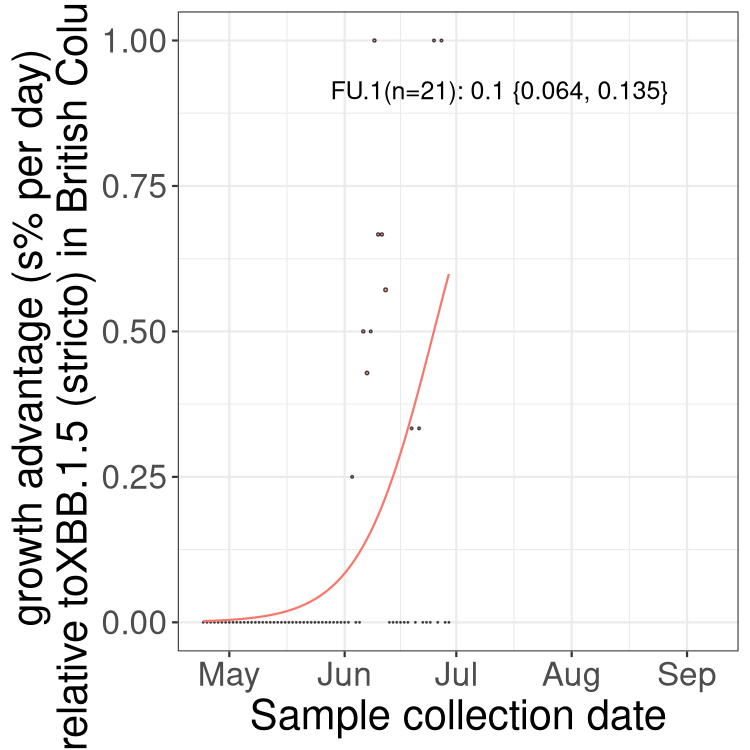 growth advantage (s% per day)
relative toXBB.1.5 (stricto) in British Colu
1.00
0.75
0.50
0.25
0.00
FU.1(n=21): 0.1 {0.064, 0.135}
May Jun Jul Aug Sep
Sample collection date